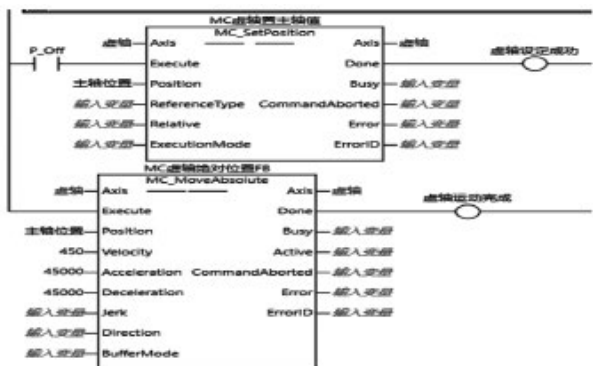 MC虚轴置主轴值
MC_SetPosition
虚轴 Axis Axis 虚轴
P_Off Execute Done 虚轴设定成功
主轴位置 Position Busy 输入变量
输入变量 ReferenceType CommandAborted 输入变量
输入变量 Relative Error 输入变量
输入变量 ExecutionMode ErrorID 输入变量
MC虚轴绝对位置FB
MC_MoveAbsolute
虚轴 Axis Axis 虚轴
Execute Done 虚轴运动完成
主轴位置 Position Busy 输入变量
450 Velocity Active 输入变量
45000 Acceleration CommandAborted 输入变量
45000 Deceleration Error 输入变量
输入变量 Jerk ErrorID 输入变量
输入变量 Direction
输入变量 BufferMode